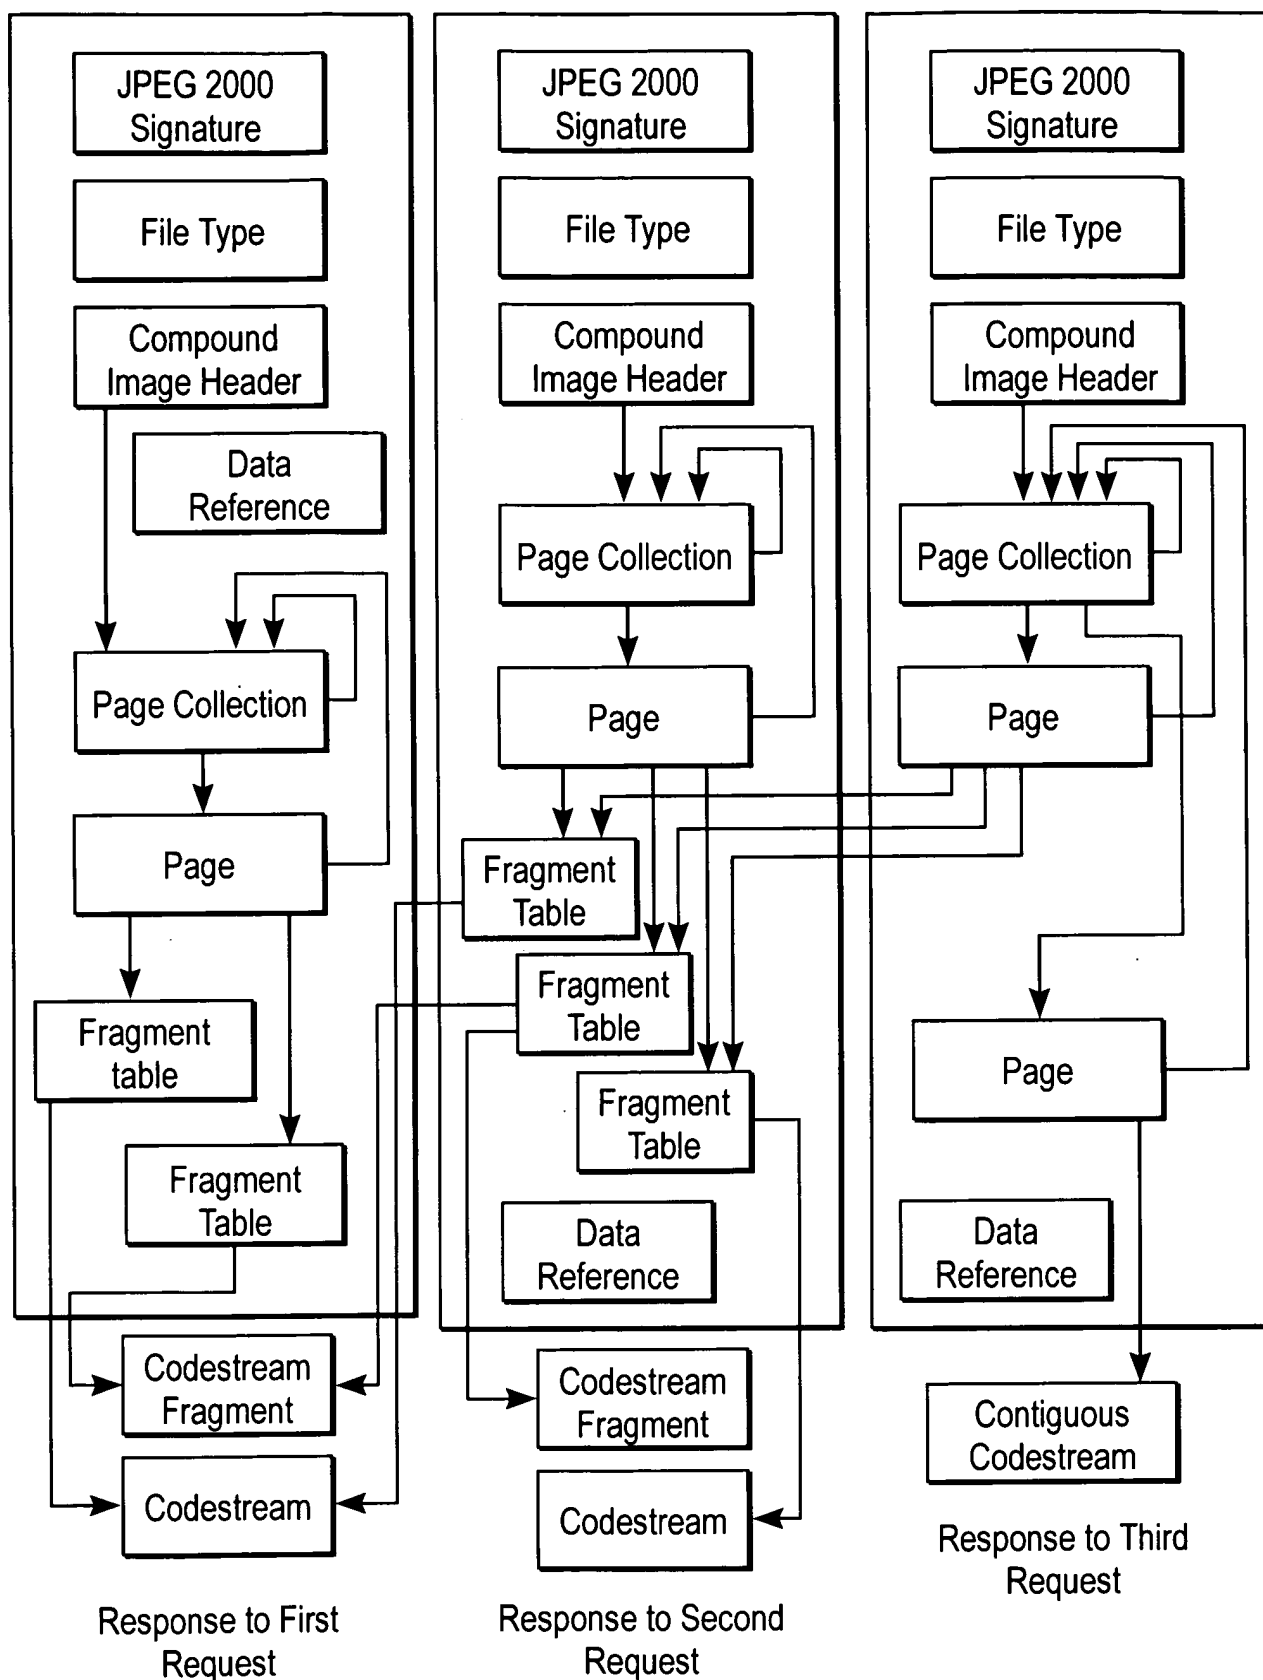 JPEG 2000
Signature
File Type
Compound
Image Header
Data
Reference
Page Collection
Page
Fragment
table
Fragment
Table
Codestream
Fragment
Codestream
Response to First
Request
JPEG 2000
Signature
File Type
Compound
Image Header
Page Collection
Page
Fragment
Table
Fragment
Table
Fragment
Table
Data
Reference
Codestream
Fragment
Codestream
Response to Second
Request
JPEG 2000
Signature
File Type
Compound
Image Header
Page Collection
Page
Page
Data
Reference
Contiguous
Codestream
Response to Third
Request